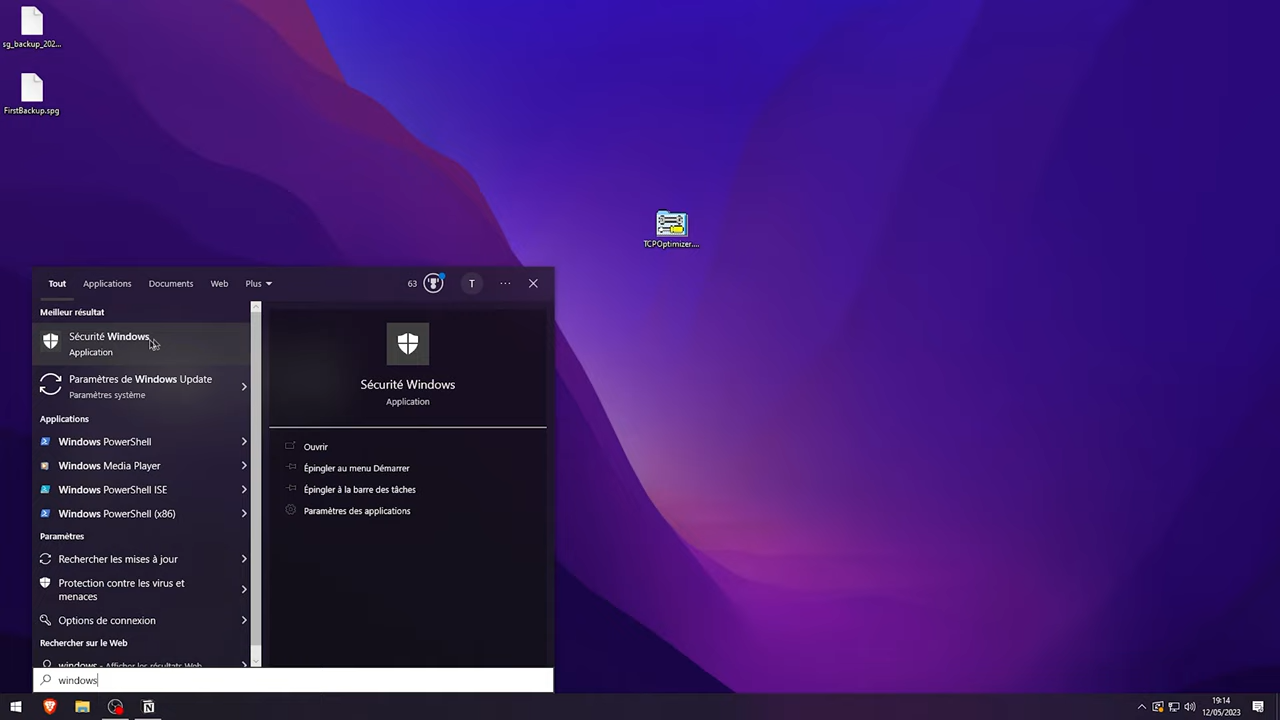 sg_backup_202...
FirstBackup.spg
TCPOptimizer....
Tout
Applications
Documents
Web
Plus
63
T
Meilleur résultat
Sécurité Windows
Application
Paramètres de Windows Update
Paramètres système
Applications
Windows PowerShell
Windows Media Player
Windows PowerShell ISE
Windows PowerShell (x86)
Paramètres
Rechercher les mises à jour
Protection contre les virus et
menaces
Options de connexion
Rechercher sur le Web
windows - Afficher les résultats Web
Sécurité Windows
Application
Ouvrir
Épingler au menu Démarrer
Épingler à la barre des tâches
Paramètres des applications
windows
19:14
12/05/2023